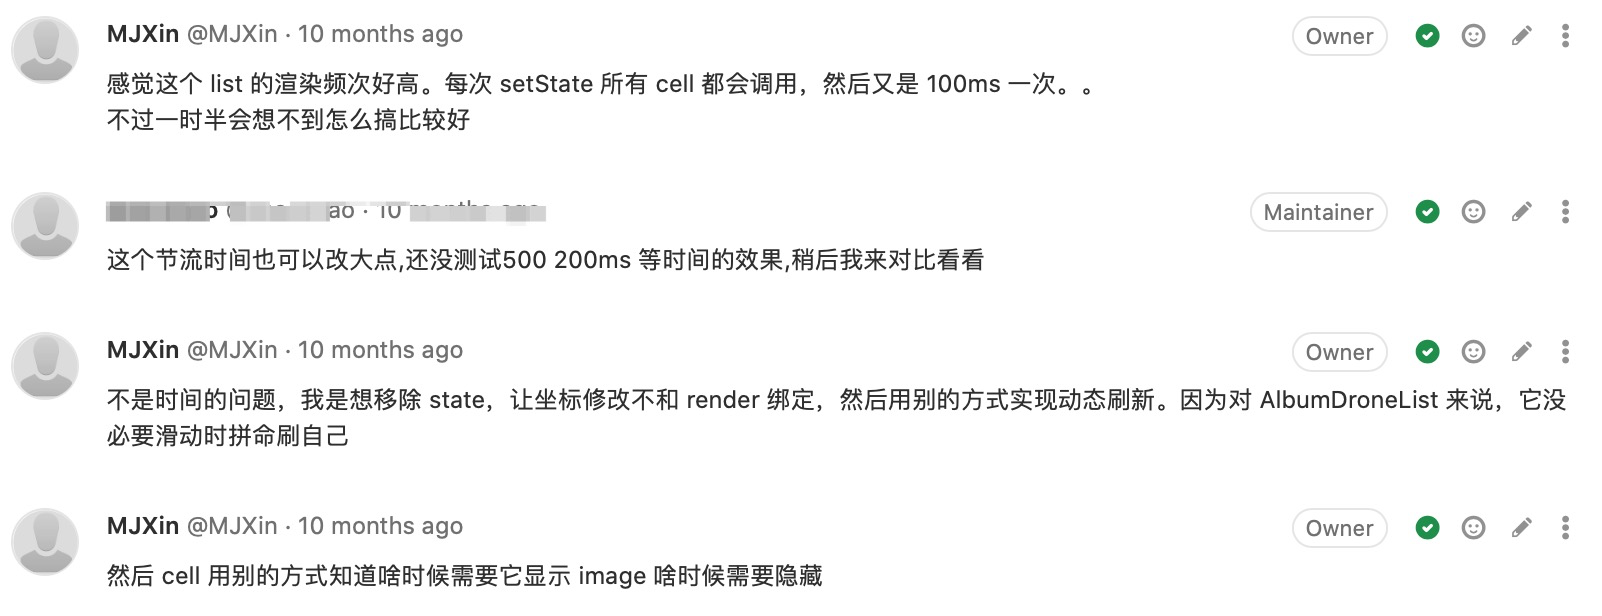 MJXin @MJXin · 10 months ago
Owner
感觉这个 list 的渲染频次好高。每次 setState 所有 cell 都会调用，然后又是 100ms 一次。。
不过一时半会想不到怎么搞比较好
ao · 10 months ago
Maintainer
这个节流时间也可以改大点,还没测试500 200ms 等时间的效果,稍后我来对比看看
MJXin @MJXin · 10 months ago
Owner
不是时间的问题，我是想移除 state，让坐标修改不和 render 绑定，然后用别的方式实现动态刷新。因为对 AlbumDroneList 来说，它没
必要滑动时拼命刷自己
MJXin @MJXin · 10 months ago
Owner
然后 cell 用别的方式知道啥时候需要它显示 image 啥时候需要隐藏